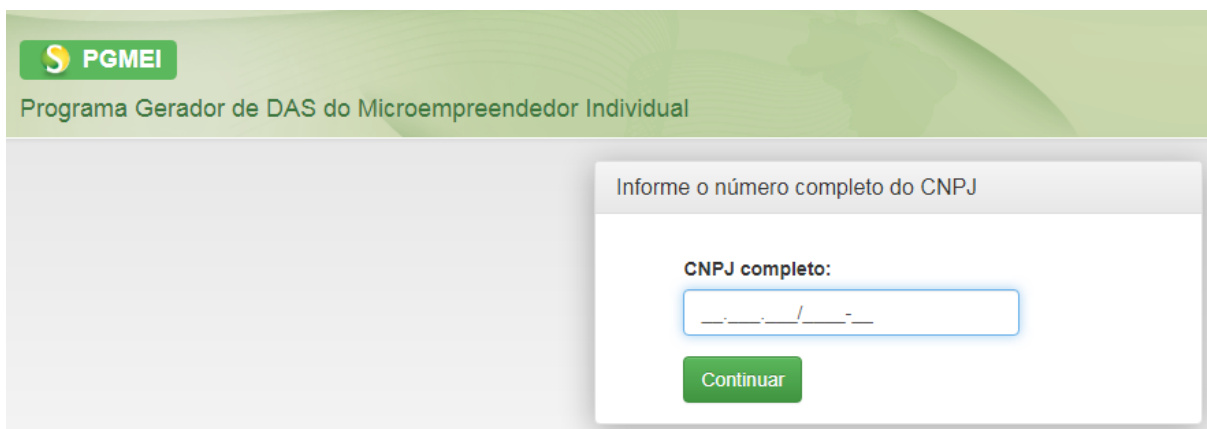 PGMEI
Programa Gerador de DAS do Microempreendedor Individual
Informe o número completo do CNPJ
CNPJ completo:
__.___.___/____-__
Continuar